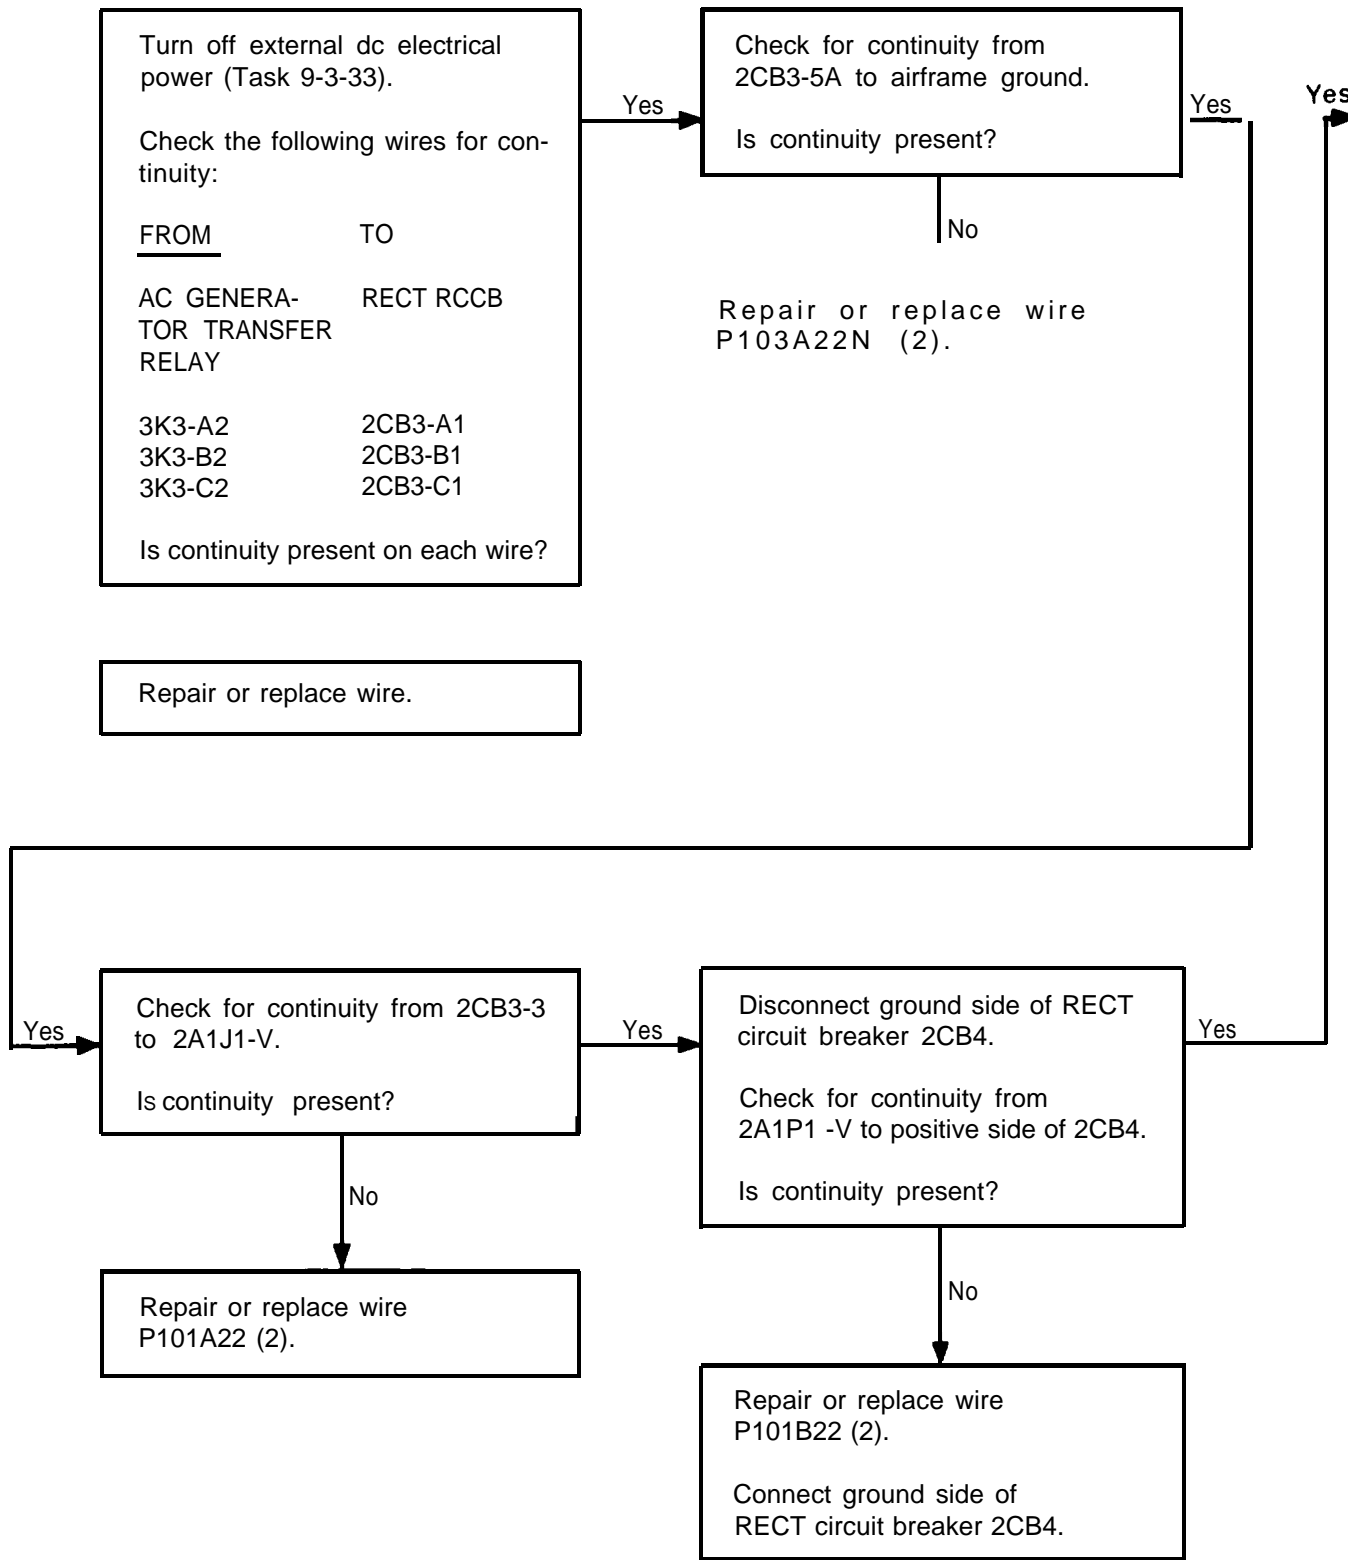 Turn off external dc electrical
power (Task 9-3-33).
Check the following wires for con-
tinuity:
FROM TO
AC GENERA- RECT RCCB
TOR TRANSFER
RELAY
3K3-A2 2CB3-A1
3K3-B2 2CB3-B1
3K3-C2 2CB3-C1
Is continuity present on each wire?
Yes
Check for continuity from
2CB3-5A to airframe ground.
Is continuity present?
Yes
Yes
No
Repair or replace wire
P103A22N (2).
Repair or replace wire.
Yes
Check for continuity from 2CB3-3
to 2A1J1-V.
Is continuity present?
Yes
No
Repair or replace wire
P101A22 (2).
Disconnect ground side of RECT
circuit breaker 2CB4.
Check for continuity from
2A1P1 -V to positive side of 2CB4.
Is continuity present?
Yes
No
Repair or replace wire
P101B22 (2).
Connect ground side of
RECT circuit breaker 2CB4.